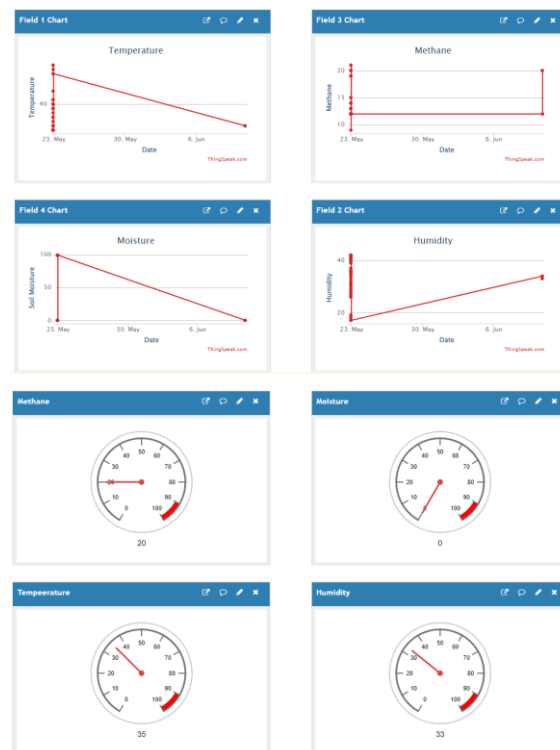 Field 1 Chart
Temperature
Temperature
40
23. May 30. May 6. Jun
Date
ThingSpeak.com
Field 3 Chart
Methane
Methane
20
15
10
23. May 30. May 6. Jun
Date
ThingSpeak.com
Field 4 Chart
Moisture
Soil Moisture
100
50
0
23. May 30. May 6. Jun
Date
ThingSpeak.com
Field 2 Chart
Humidity
Humidity
40
20
23. May 30. May 6. Jun
Date
ThingSpeak.com
Methane
0 10 20 30 40 50 60 70 80 90 100
20
Moisture
0 10 20 30 40 50 60 70 80 90 100
0
Tempeerature
0 10 20 30 40 50 60 70 80 90 100
35
Humidity
0 10 20 30 40 50 60 70 80 90 100
33